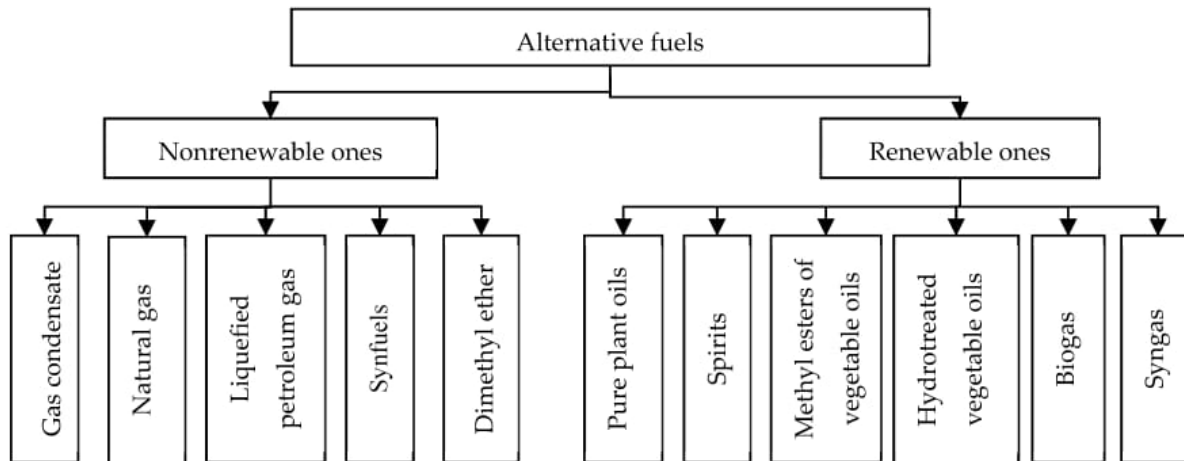 Alternative fuels
Nonrenewable ones
Renewable ones
Gas condensate
Natural gas
Liquefied
petroleum gas
Synfuels
Dimethyl ether
Pure plant oils
Spirits
Methyl esters of
vegetable oils
Hydrotreated
vegetable oils
Biogas
Syngas